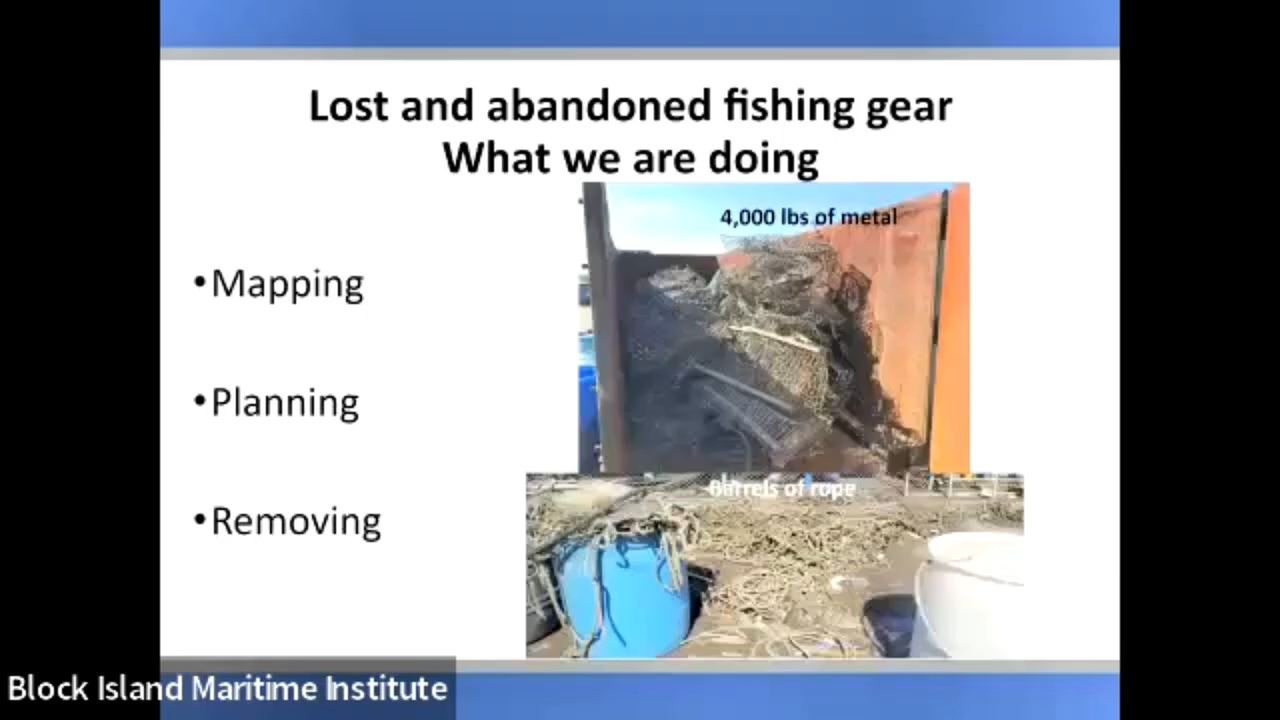 Lost and abandoned fishing gear
What we are doing
4,000 lbs of metal
•Mapping
•Planning
•Removing
Barrels of rope
Block Island Maritime Institute